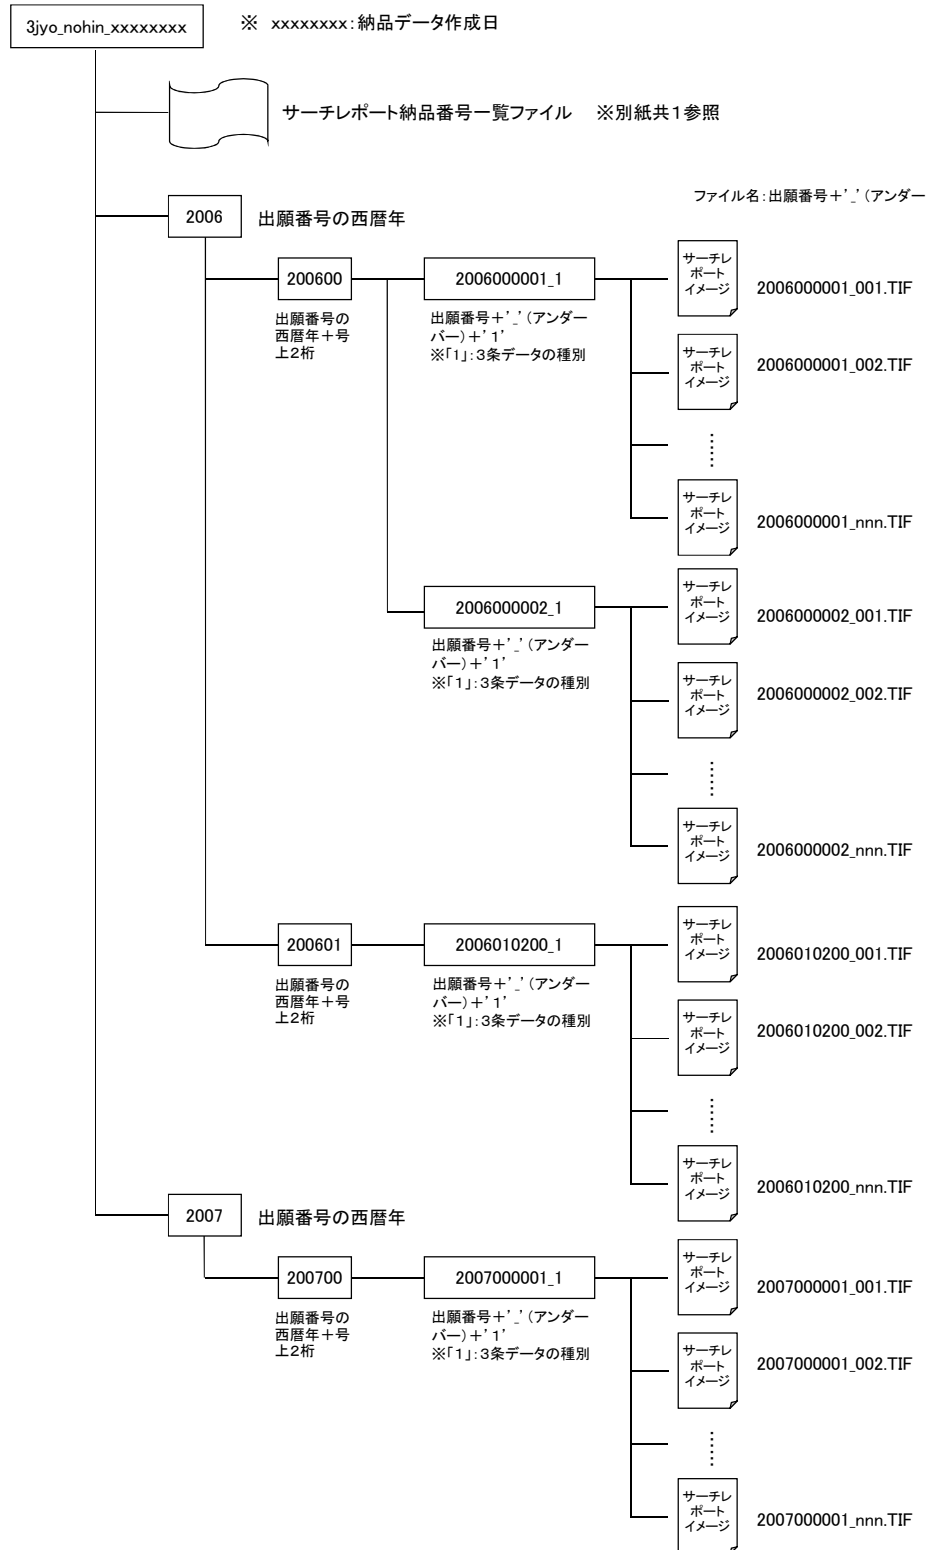 3jyo_nohin_xxxxxxxx
※ xxxxxxxx:納品データ作成日
サーチレポート納品番号一覧ファイル ※別紙共1参照
ファイル名:出願番号+'_'(アンダー
2006
出願番号の西暦年
200600
出願番号の
西暦年+号
上2桁
2006000001_1
出願番号+'_'(アンダー
バー)+'1'
※「1」:3条データの種別
サーチレ
ポート
イメージ
2006000001_001.TIF
サーチレ
ポート
イメージ
2006000001_002.TIF
サーチレ
ポート
イメージ
2006000001_nnn.TIF
2006000002_1
出願番号+'_'(アンダー
バー)+'1'
※「1」:3条データの種別
サーチレ
ポート
イメージ
2006000002_001.TIF
サーチレ
ポート
イメージ
2006000002_002.TIF
サーチレ
ポート
イメージ
2006000002_nnn.TIF
200601
出願番号の
西暦年+号
上2桁
2006010200_1
出願番号+'_'(アンダー
バー)+'1'
※「1」:3条データの種別
サーチレ
ポート
イメージ
2006010200_001.TIF
サーチレ
ポート
イメージ
2006010200_002.TIF
サーチレ
ポート
イメージ
2006010200_nnn.TIF
2007
出願番号の西暦年
200700
出願番号の
西暦年+号
上2桁
2007000001_1
出願番号+'_'(アンダー
バー)+'1'
※「1」:3条データの種別
サーチレ
ポート
イメージ
2007000001_001.TIF
サーチレ
ポート
イメージ
2007000001_002.TIF
サーチレ
ポート
イメージ
2007000001_nnn.TIF